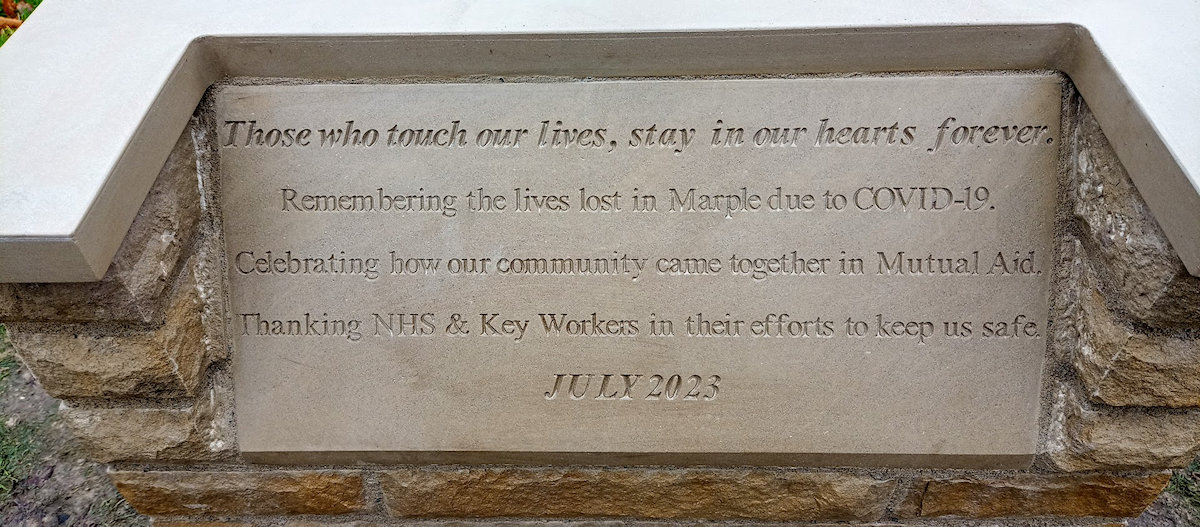 Those who touch our lives, stay in our hearts forever.
Remembering the lives lost in Marple due to COVID-19.
Celebrating how our community came together in Mutual Aid.
Thanking NHS & Key Workers in their efforts to keep us safe.
JULY 2023